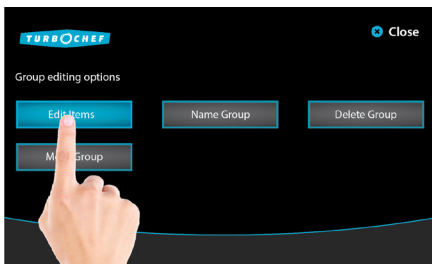 TURBOCHEF
Close
Group editing options
Edit Items
Name Group
Delete Group
Group